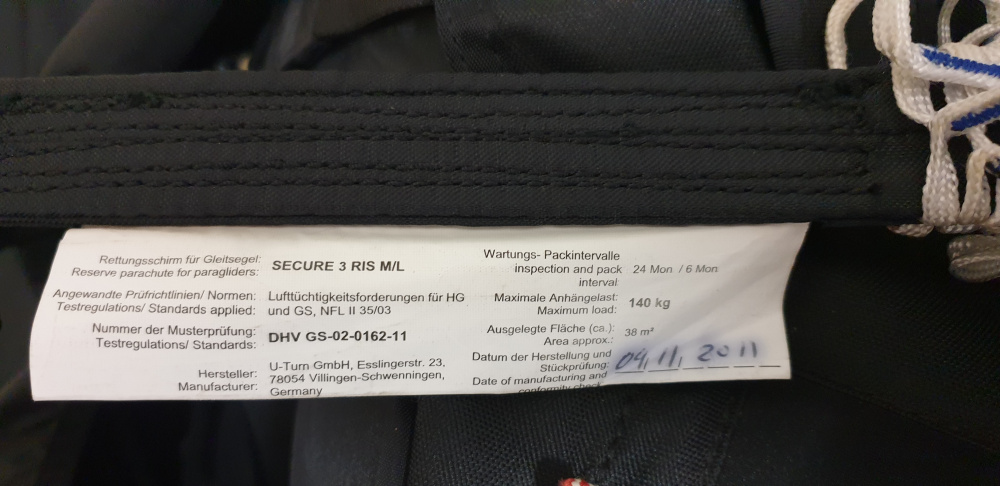 Rettungsschirm für Gleitsegel:
Reserve parachute for paragliders:
SECURE 3 RIS M/L
Angewandte Prüfrichtlinien/ Normen:
Testregulations/ Standards applied:
Lufttüchtigkeitsforderungen für HG
und GS, NFL II 35/03
Nummer der Musterprüfung:
Testregulations/ Standards:
DHV GS-02-0162-11
Hersteller:
Manufacturer:
U-Turn GmbH, Esslingerstr. 23,
78054 Villingen-Schwenningen,
Germany
Wartungs- Packintervalle
inspection and pack
interval:
24 Mon. / 6 Mon
Maximale Anhängelast:
Maximum load:
140 kg
Ausgelegte Fläche (ca.):
Area approx.:
38 m²
Datum der Herstellung und
Stückprüfung:
Date of manufacturing and
conformity check:
04.11.2011